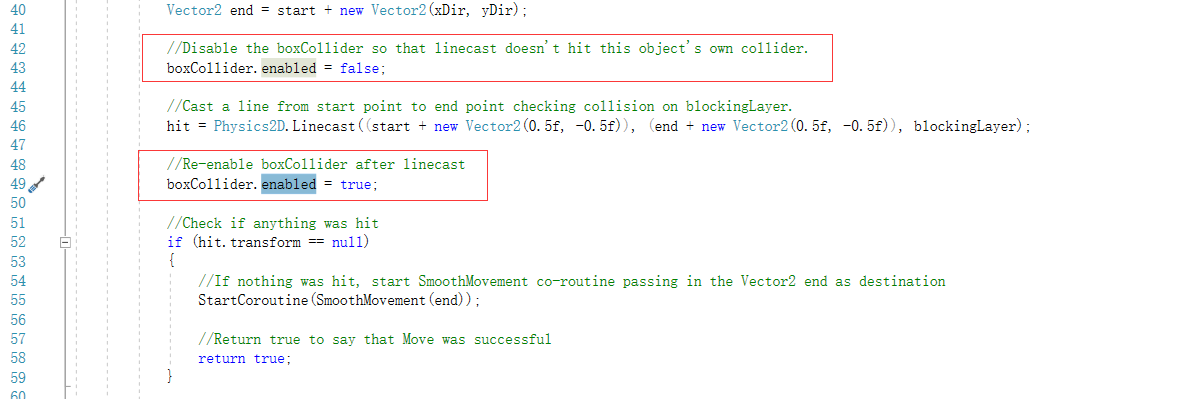 40 Vector2 end = start + new Vector2(xDir, yDir);
41
42 //Disable the boxCollider so that linecast doesn't hit this object's own collider.
43 boxCollider.enabled = false;
44
45 //Cast a line from start point to end point checking collision on blockingLayer.
46 hit = Physics2D.Linecast((start + new Vector2(0.5f, -0.5f)), (end + new Vector2(0.5f, -0.5f)), blockingLayer);
47
48 //Re-enable boxCollider after linecast
49 boxCollider.enabled = true;
50
51 //Check if anything was hit
52 if (hit.transform == null)
53 {
54 //If nothing was hit, start SmoothMovement co-routine passing in the Vector2 end as destination
55 StartCoroutine(SmoothMovement(end));
56
57 //Return true to say that Move was successful
58 return true;
59 }
60